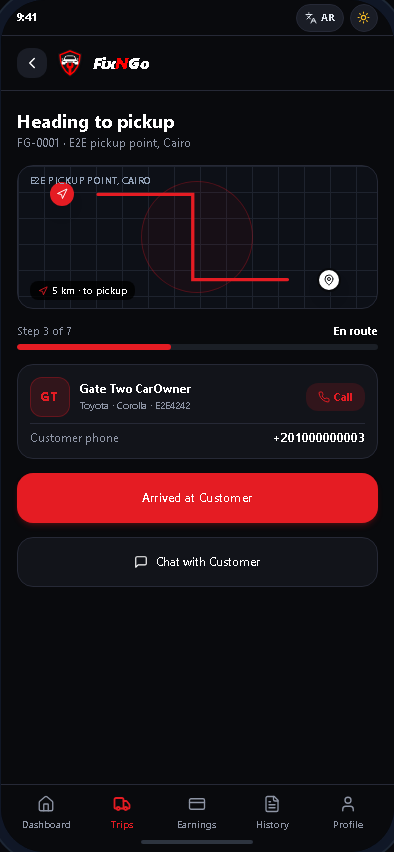 9:41
AR
FixNGo
Heading to pickup
FG-0001 · E2E pickup point, Cairo
E2E PICKUP POINT, CAIRO
5 km · to pickup
Step 3 of 7
En route
GT
Gate Two CarOwner
Toyota · Corolla · E2E4242
Call
Customer phone
+201000000003
Arrived at Customer
Chat with Customer
Dashboard
Trips
Earnings
History
Profile